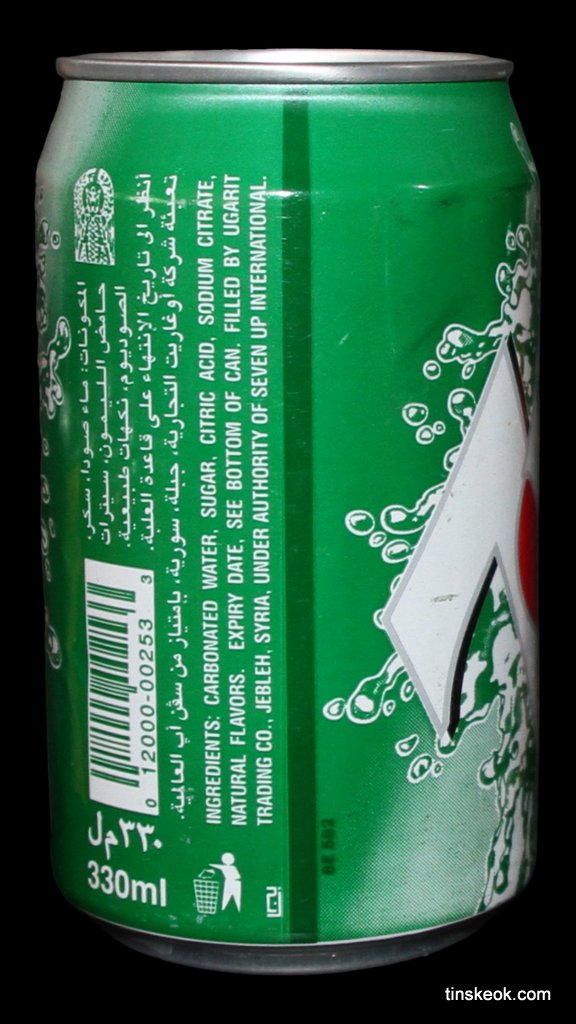 المكونات: ماء صودا، سكر،
حامض الليمون، سيترات
الصوديوم، نكهات طبيعية.
أنظر الى تاريخ الإنتهاء على قاعدة العلبة.
تعبئة شركة أوغاريت التجارية، جبلة، سورية، بامتياز من سفن أب العالمية.
INGREDIENTS: CARBONATED WATER, SUGAR, CITRIC ACID, SODIUM CITRATE,
NATURAL FLAVORS. EXPIRY DATE, SEE BOTTOM OF CAN. FILLED BY UGARIT
TRADING CO., JEBLEH, SYRIA, UNDER AUTHORITY OF SEVEN UP INTERNATIONAL.
0 12000-00253 3
٣٣٠مل
330ml
tinskeok.com